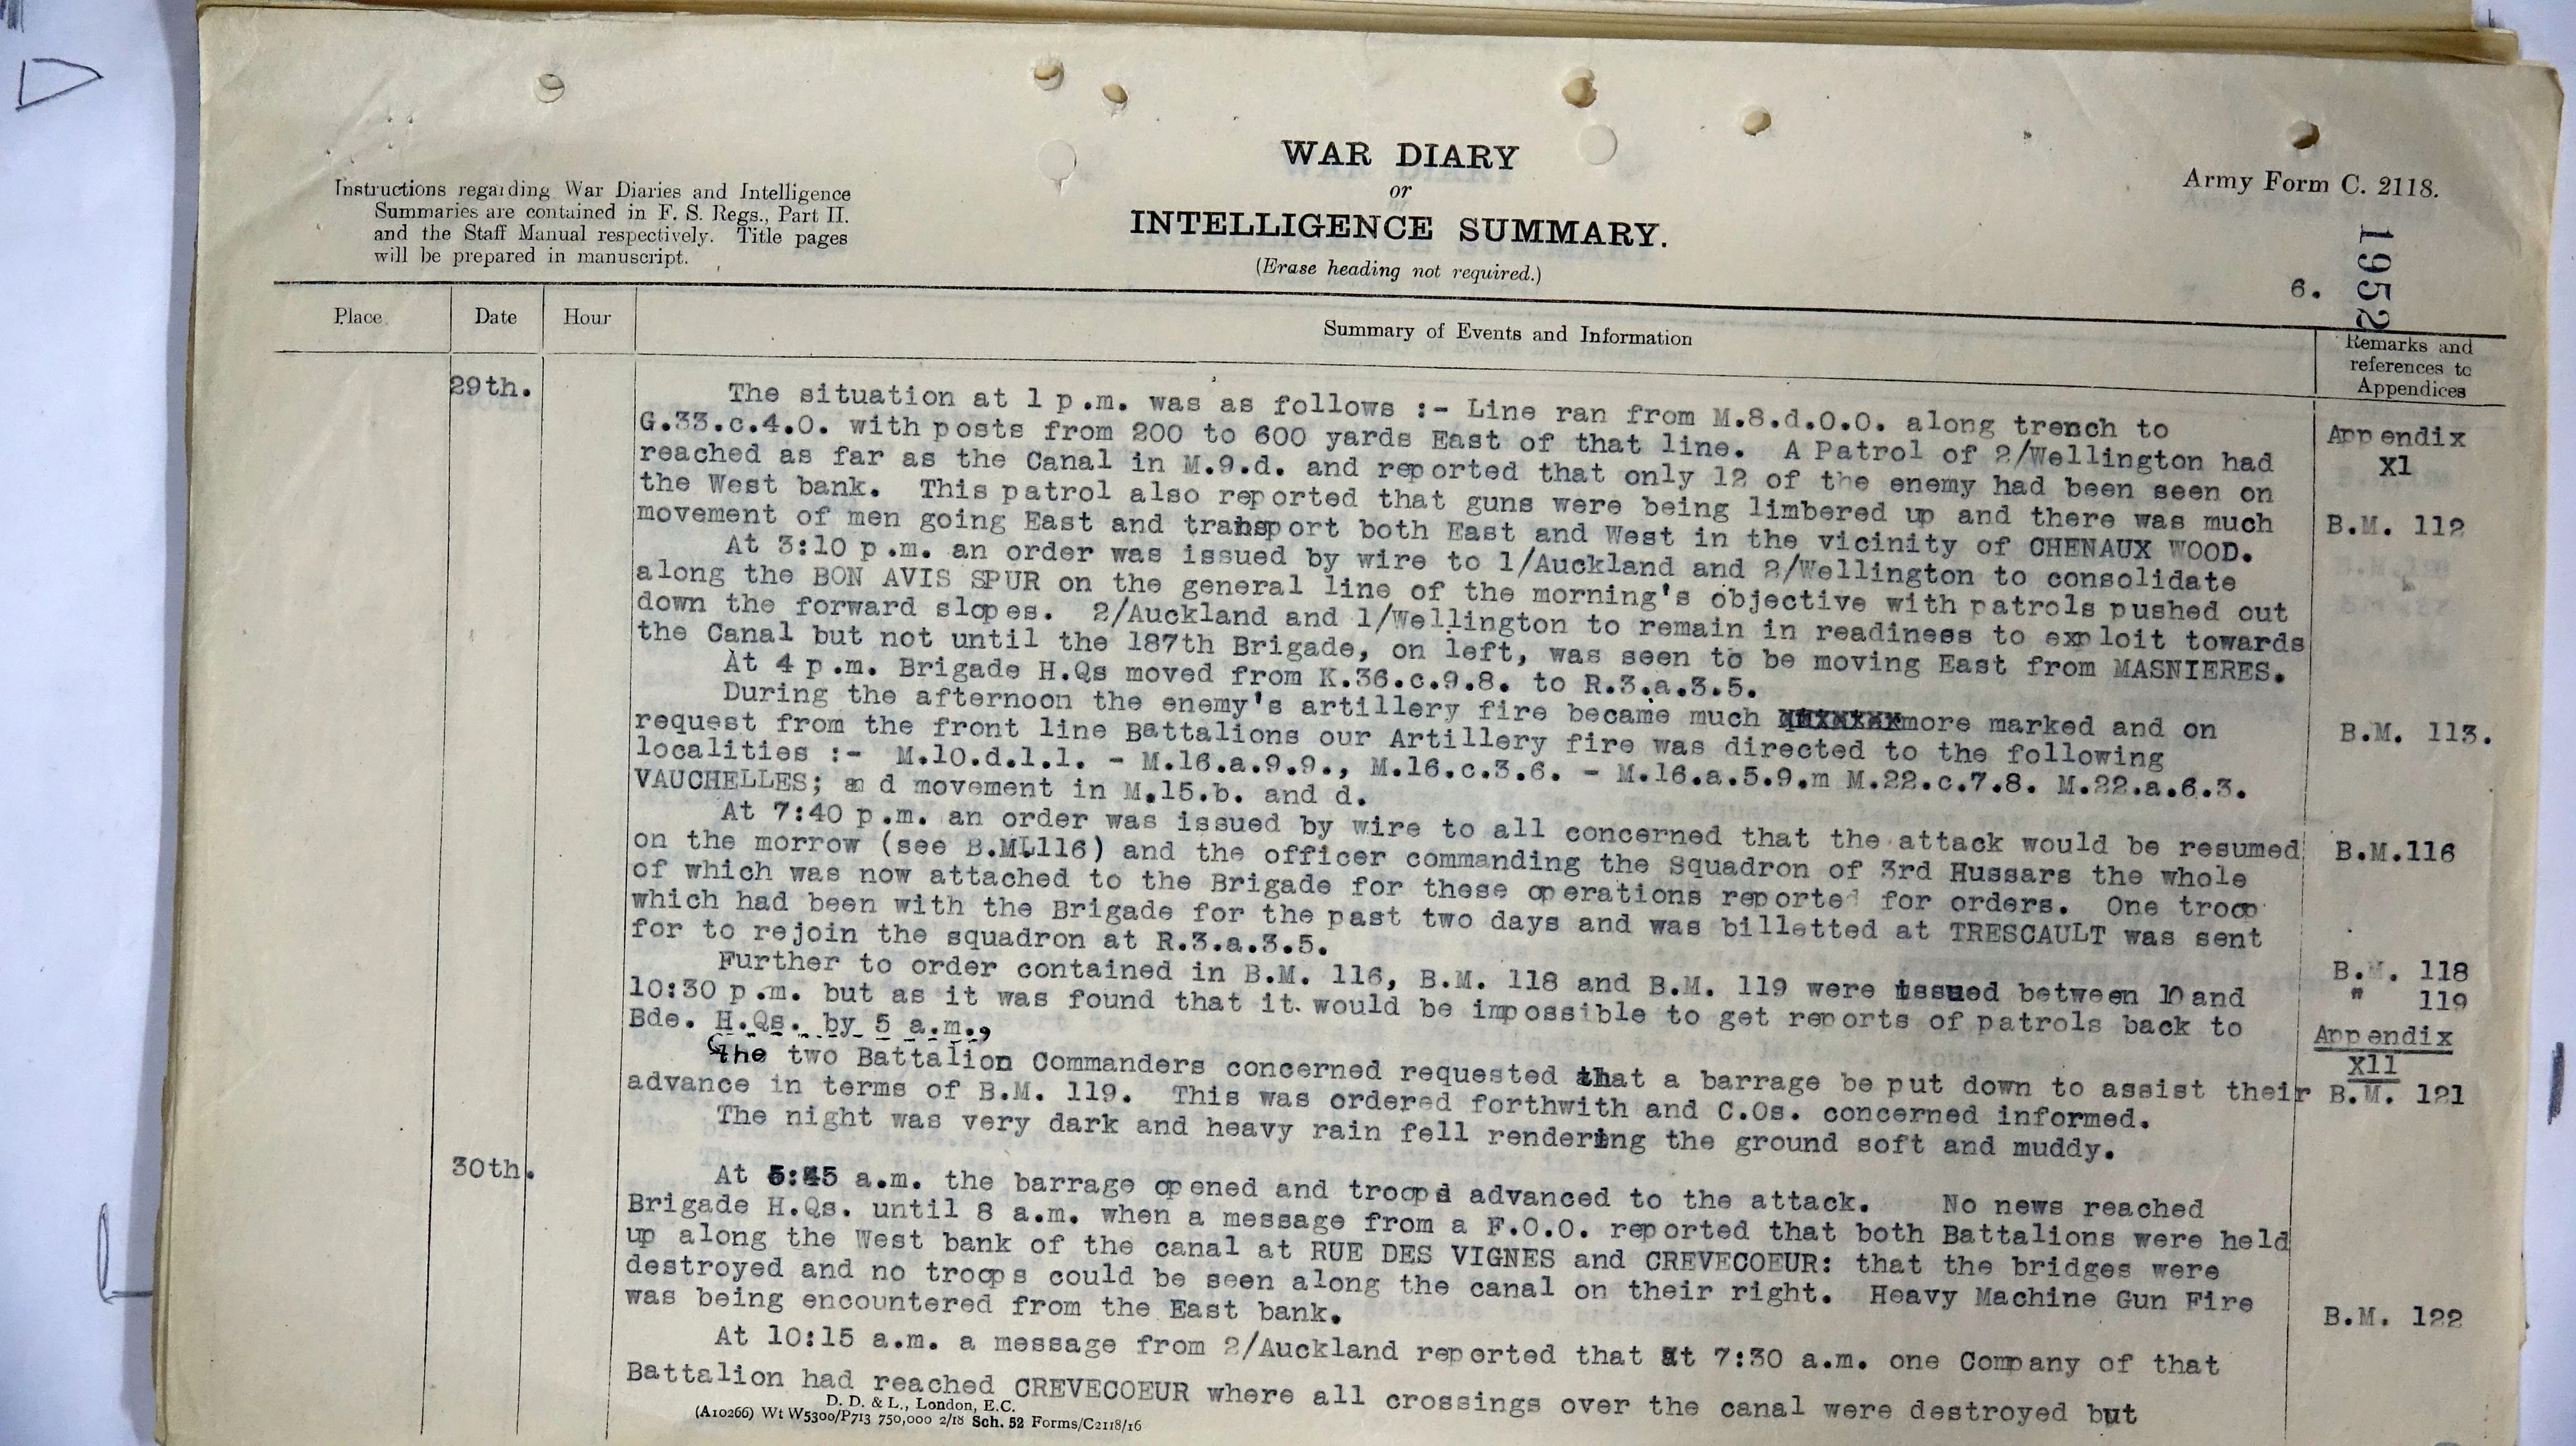 WAR DIARY
or
INTELLIGENCE SUMMARY.
(Erase heading not required.)
Instructions regarding War Diaries and Intelligence
Summaries are contained in F. S. Regs., Part II.
and the Staff Manual respectively. Title pages
will be prepared in manuscript.
Army Form C. 2118.
1952
6.
Place
Date
Hour
Summary of Events and Information
Remarks and
references to
Appendices
29th.
The situation at 1 p.m. was as follows :- Line ran from M.8.d.0.0. along trench to
G.33.c.4.0. with posts from 200 to 600 yards East of that line. A Patrol of 2/Wellington had
reached as far as the Canal in M.9.d. and reported that only 12 of the enemy had been seen on
the West bank. This patrol also reported that guns were being limbered up and there was much
movement of men going East and transport both East and West in the vicinity of CHENAUX WOOD.
At 3:10 p.m. an order was issued by wire to 1/Auckland and 2/Wellington to consolidate
along the BON AVIS SPUR on the general line of the morning's objective with patrols pushed out
down the forward slopes. 2/Auckland and 1/Wellington to remain in readiness to exploit towards
the Canal but not until the 187th Brigade, on left, was seen to be moving East from MASNIERES.
At 4 p.m. Brigade H.Qs moved from K.36.c.9.8. to R.3.a.3.5.
During the afternoon the enemy's artillery fire became much more marked and on
request from the front line Battalions our Artillery fire was directed to the following
localities :- M.10.d.1.1. - M.16.a.9.9., M.16.c.3.6. - M.16.a.5.9.m M.22.c.7.8. M.22.a.6.3.
VAUCHELLES; and movement in M.15.b. and d.
At 7:40 p.m. an order was issued by wire to all concerned that the attack would be resumed
on the morrow (see B.M.116) and the officer commanding the Squadron of 3rd Hussars the whole
of which was now attached to the Brigade for these operations reported for orders. One troop
which had been with the Brigade for the past two days and was billetted at TRESCAULT was sent
for to rejoin the squadron at R.3.a.3.5.
Further to order contained in B.M. 116, B.M. 118 and B.M. 119 were issued between 10 and
10:30 p.m. but as it was found that it would be impossible to get reports of patrols back to
Bde. H.Qs. by 5 a.m.,
the two Battalion Commanders concerned requested that a barrage be put down to assist their
advance in terms of B.M. 119. This was ordered forthwith and C.Os. concerned informed.
The night was very dark and heavy rain fell rendering the ground soft and muddy.
30th.
At 5:45 a.m. the barrage opened and troops advanced to the attack. No news reached
Brigade H.Qs. until 8 a.m. when a message from a F.O.O. reported that both Battalions were held
up along the West bank of the canal at RUE DES VIGNES and CREVECOEUR: that the bridges were
destroyed and no troops could be seen along the canal on their right. Heavy Machine Gun Fire
was being encountered from the East bank.
At 10:15 a.m. a message from 2/Auckland reported that at 7:30 a.m. one Company of that
Battalion had reached CREVECOEUR where all crossings over the canal were destroyed but
Appendix
X1
B.M. 112
B.M. 113.
B.M.116
B.M. 118
" 119
Appendix
X11
B.M. 121
B.M. 122
D. D. & L., London, E.C.
(A10266) Wt W5300/P713 750,000 2/18 Sch. 52 Forms/C2118/16